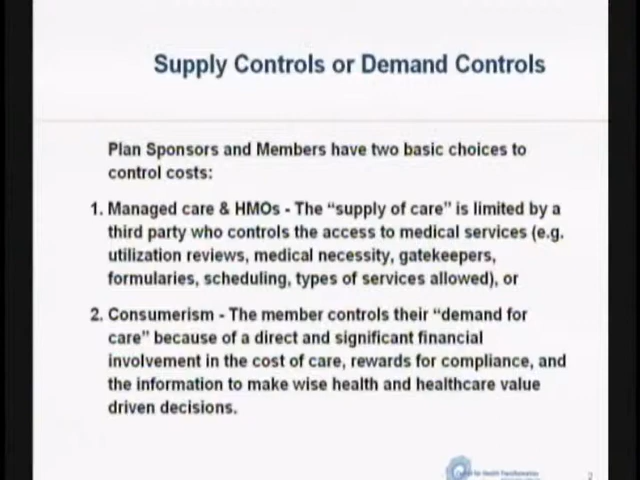 Supply Controls or Demand Controls
Plan Sponsors and Members have two basic choices to
control costs:
1. Managed care & HMOs - The “supply of care” is limited by a
third party who controls the access to medical services (e.g.
utilization reviews, medical necessity, gatekeepers,
formularies, scheduling, types of services allowed), or
2. Consumerism - The member controls their “demand for
care” because of a direct and significant financial
involvement in the cost of care, rewards for compliance, and
the information to make wise health and healthcare value
driven decisions.
for Health Transformation
2